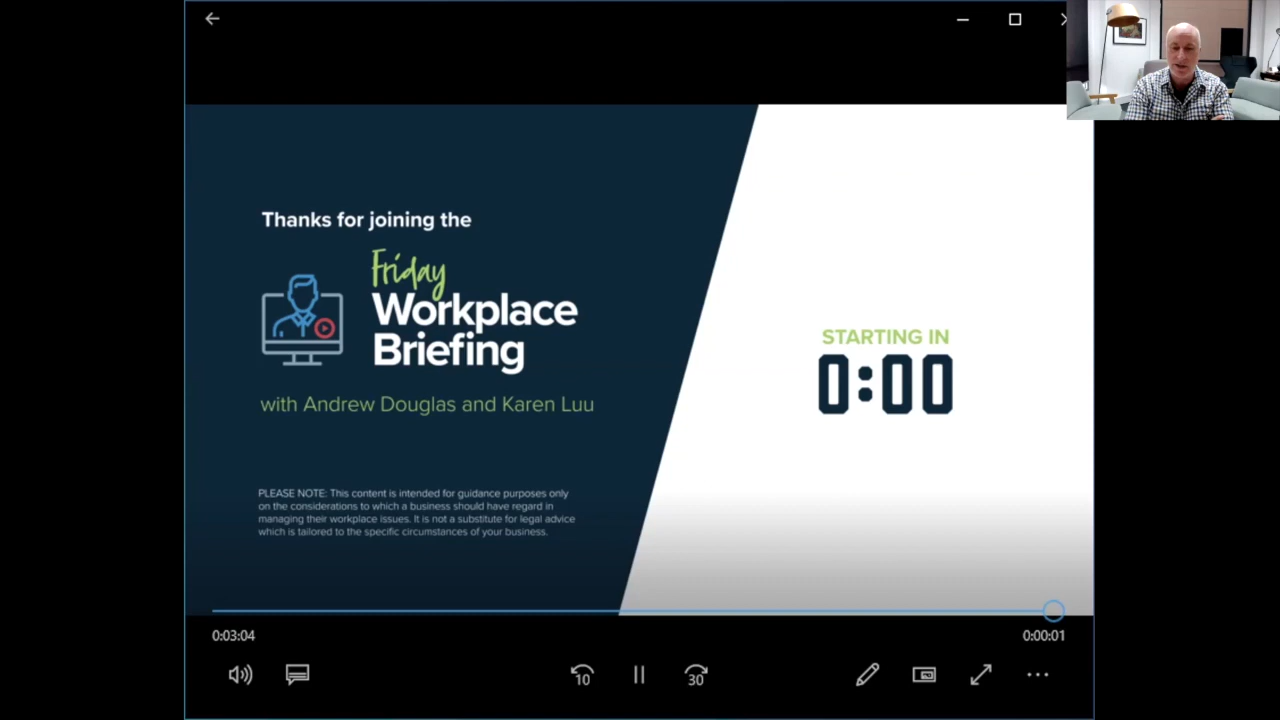 Thanks for joining the
Friday
Workplace
Briefing
with Andrew Douglas and Karen Luu
PLEASE NOTE: This content is intended for guidance purposes only
on the considerations to which a business should have regard in
managing their workplace issues. It is not a substitute for legal advice
which is tailored to the specific circumstances of your business.
STARTING IN
0:00
0:03:04
0:00:01
10
30